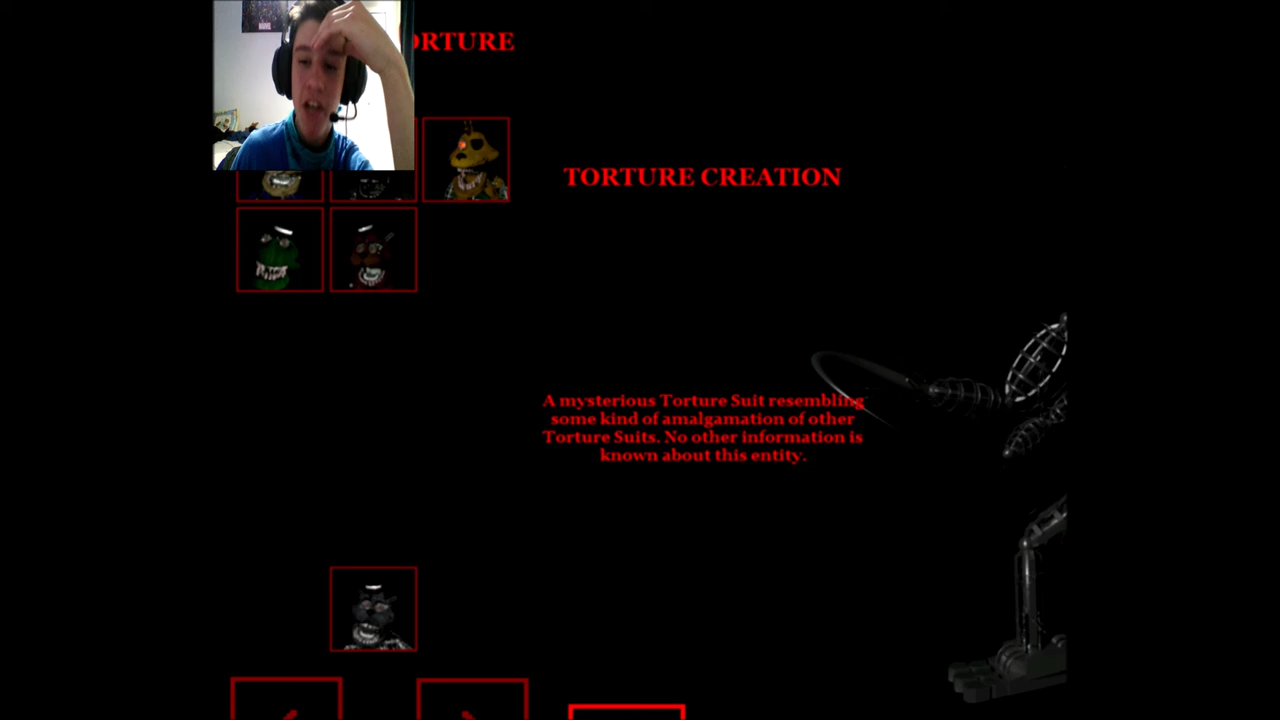 ORTURE
TORTURE CREATION
A mysterious Torture Suit resembling
some kind of amalgamation of other
Torture Suits. No other information is
known about this entity.